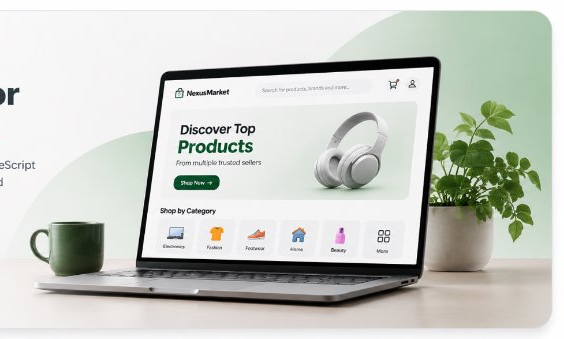 or
eScript
d
NexusMarket
Search for products, brands and more...
Discover Top
Products
From multiple trusted sellers
Shop Now →
Shop by Category
Electronics
Fashion
Footwear
Home
Beauty
More